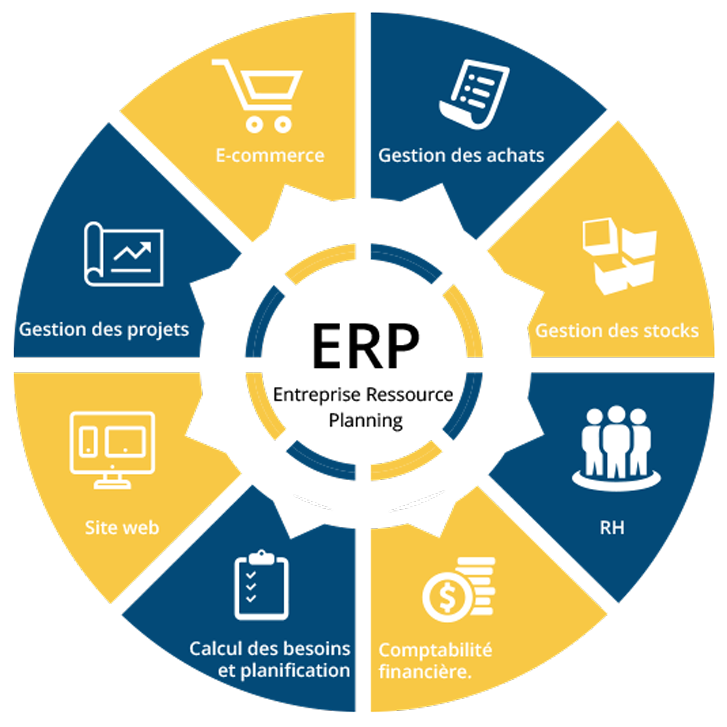 E-commerce
Gestion des achats
Gestion des projets
Gestion des stocks
ERP
Entreprise Ressource
Planning
Site web
RH
Calcul des besoins
et planification
Comptabilité
financière.
$